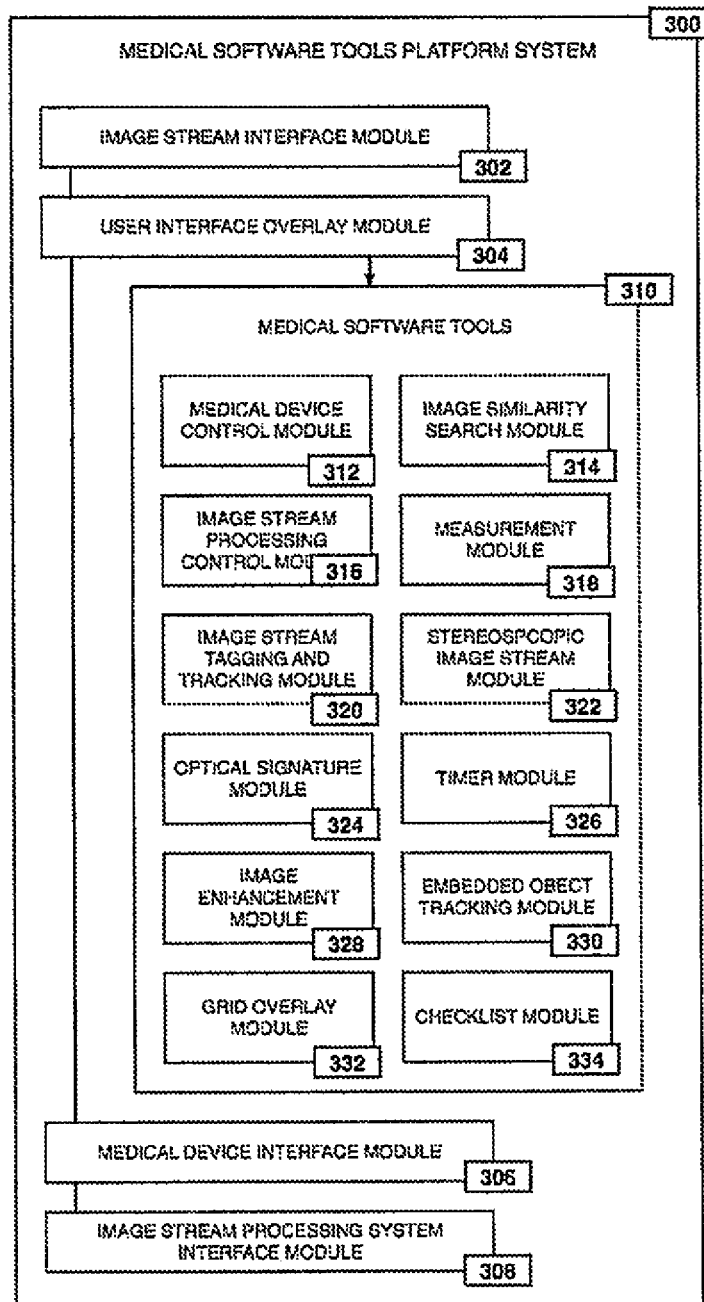 300
MEDICAL SOFTWARE TOOLS PLATFORM SYSTEM
IMAGE STREAM INTERFACE MODULE
302
USER INTERFACE OVERLAY MODULE
304
310
MEDICAL SOFTWARE TOOLS
MEDICAL DEVICE
CONTROL MODULE
312
IMAGE SIMILARITY
SEARCH MODULE
314
IMAGE STREAM
PROCESSING
CONTROL MOD
316
MEASUREMENT
MODULE
318
IMAGE STREAM
TAGGING AND
TRACKING MODULE
320
STEREOSPCOPIC
IMAGE STREAM
MODULE
322
OPTICAL SIGNATURE
MODULE
324
TIMER MODULE
326
IMAGE
ENHANCEMENT
MODULE
328
EMBEDDED OBECT
TRACKING MODULE
330
GRID OVERLAY
MODULE
332
CHECKLIST MODULE
334
MEDICAL DEVICE INTERFACE MODULE
306
IMAGE STREAM PROCESSING SYSTEM
INTERFACE MODULE
308